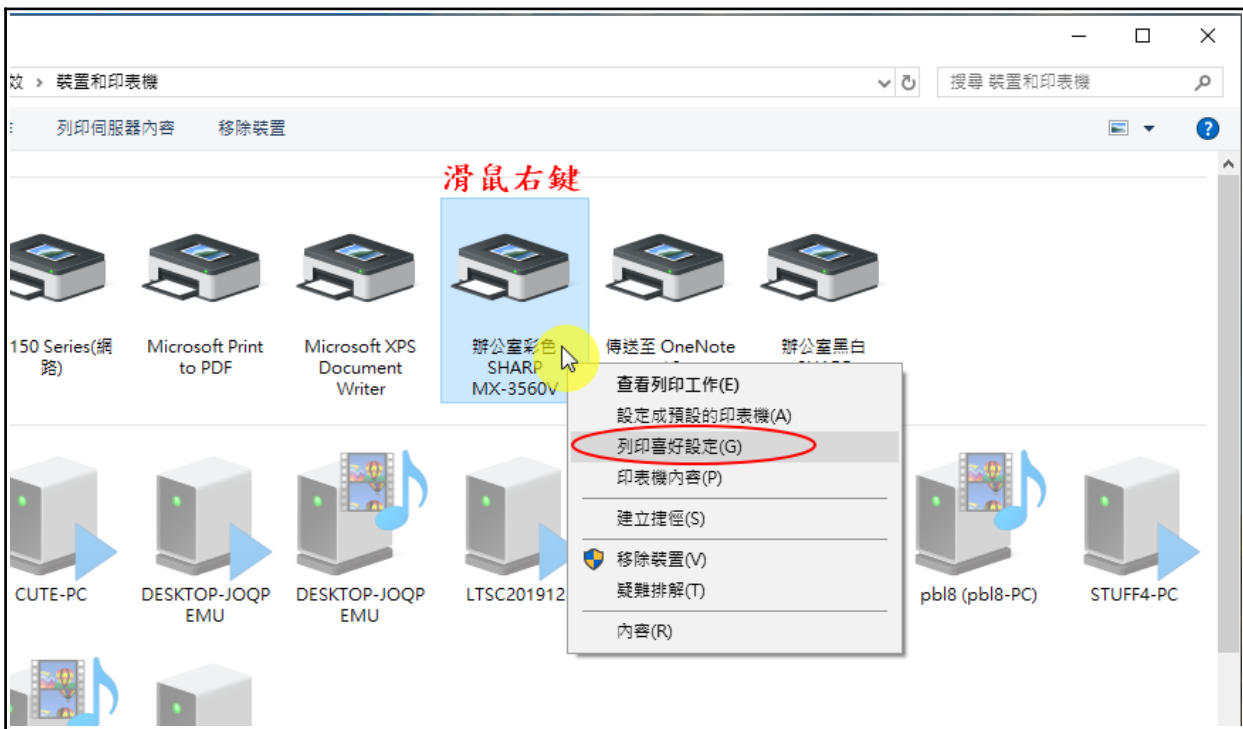 效 › 裝置和印表機
搜尋 裝置和印表機
列印伺服器內容 移除裝置
滑鼠右鍵
150 Series(網
路)
Microsoft Print
to PDF
Microsoft XPS
Document
Writer
辦公室彩色
SHARP
MX-3560V
傳送至 OneNote
辦公室黑白
查看列印工作(E)
設定成預設的印表機(A)
列印喜好設定(G)
印表機內容(P)
建立捷徑(S)
移除裝置(V)
疑難排解(T)
內容(R)
CUTE-PC
DESKTOP-JOQP
EMU
DESKTOP-JOQP
EMU
LTSC201912
pbl8 (pbl8-PC)
STUFF4-PC